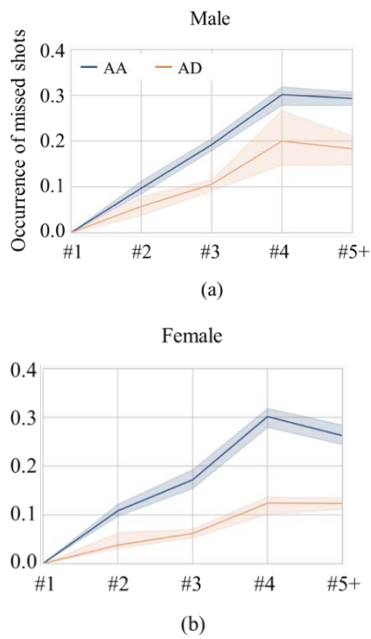 Male
Occurrence of missed shots
0.4
AA AD
0.3
0.2
0.1
0.0
#1 #2 #3 #4 #5+
(a)
Female
0.4
0.3
0.2
0.1
0.0
#1 #2 #3 #4 #5+
(b)